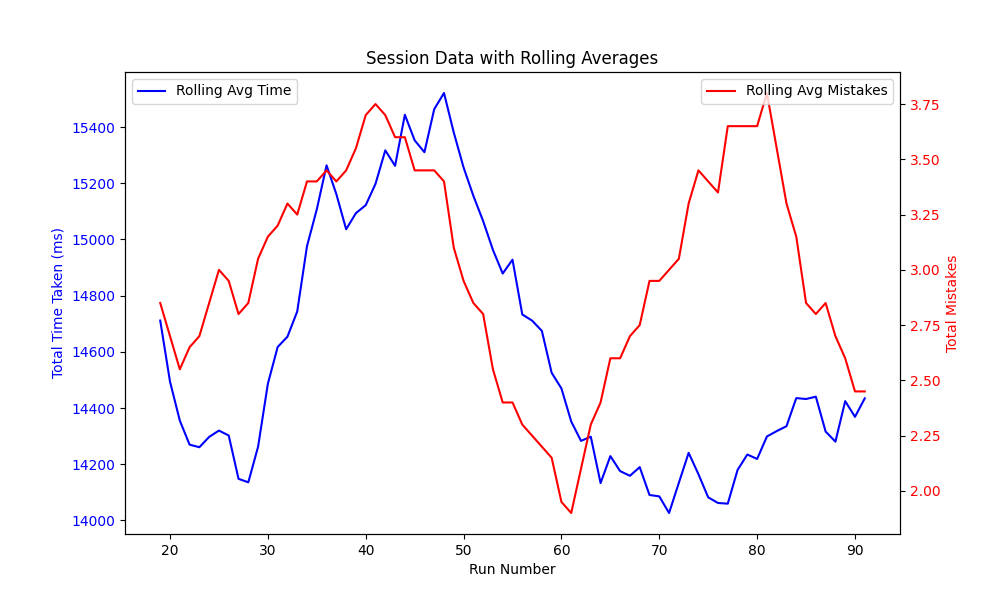 Session Data with Rolling Averages
Rolling Avg Time
Rolling Avg Mistakes
15400
15200
15000
14800
14600
14400
14200
14000
Total Time Taken (ms)
3.75
3.50
3.25
3.00
2.75
2.50
2.25
2.00
Total Mistakes
20 30 40 50 60 70 80 90
Run Number